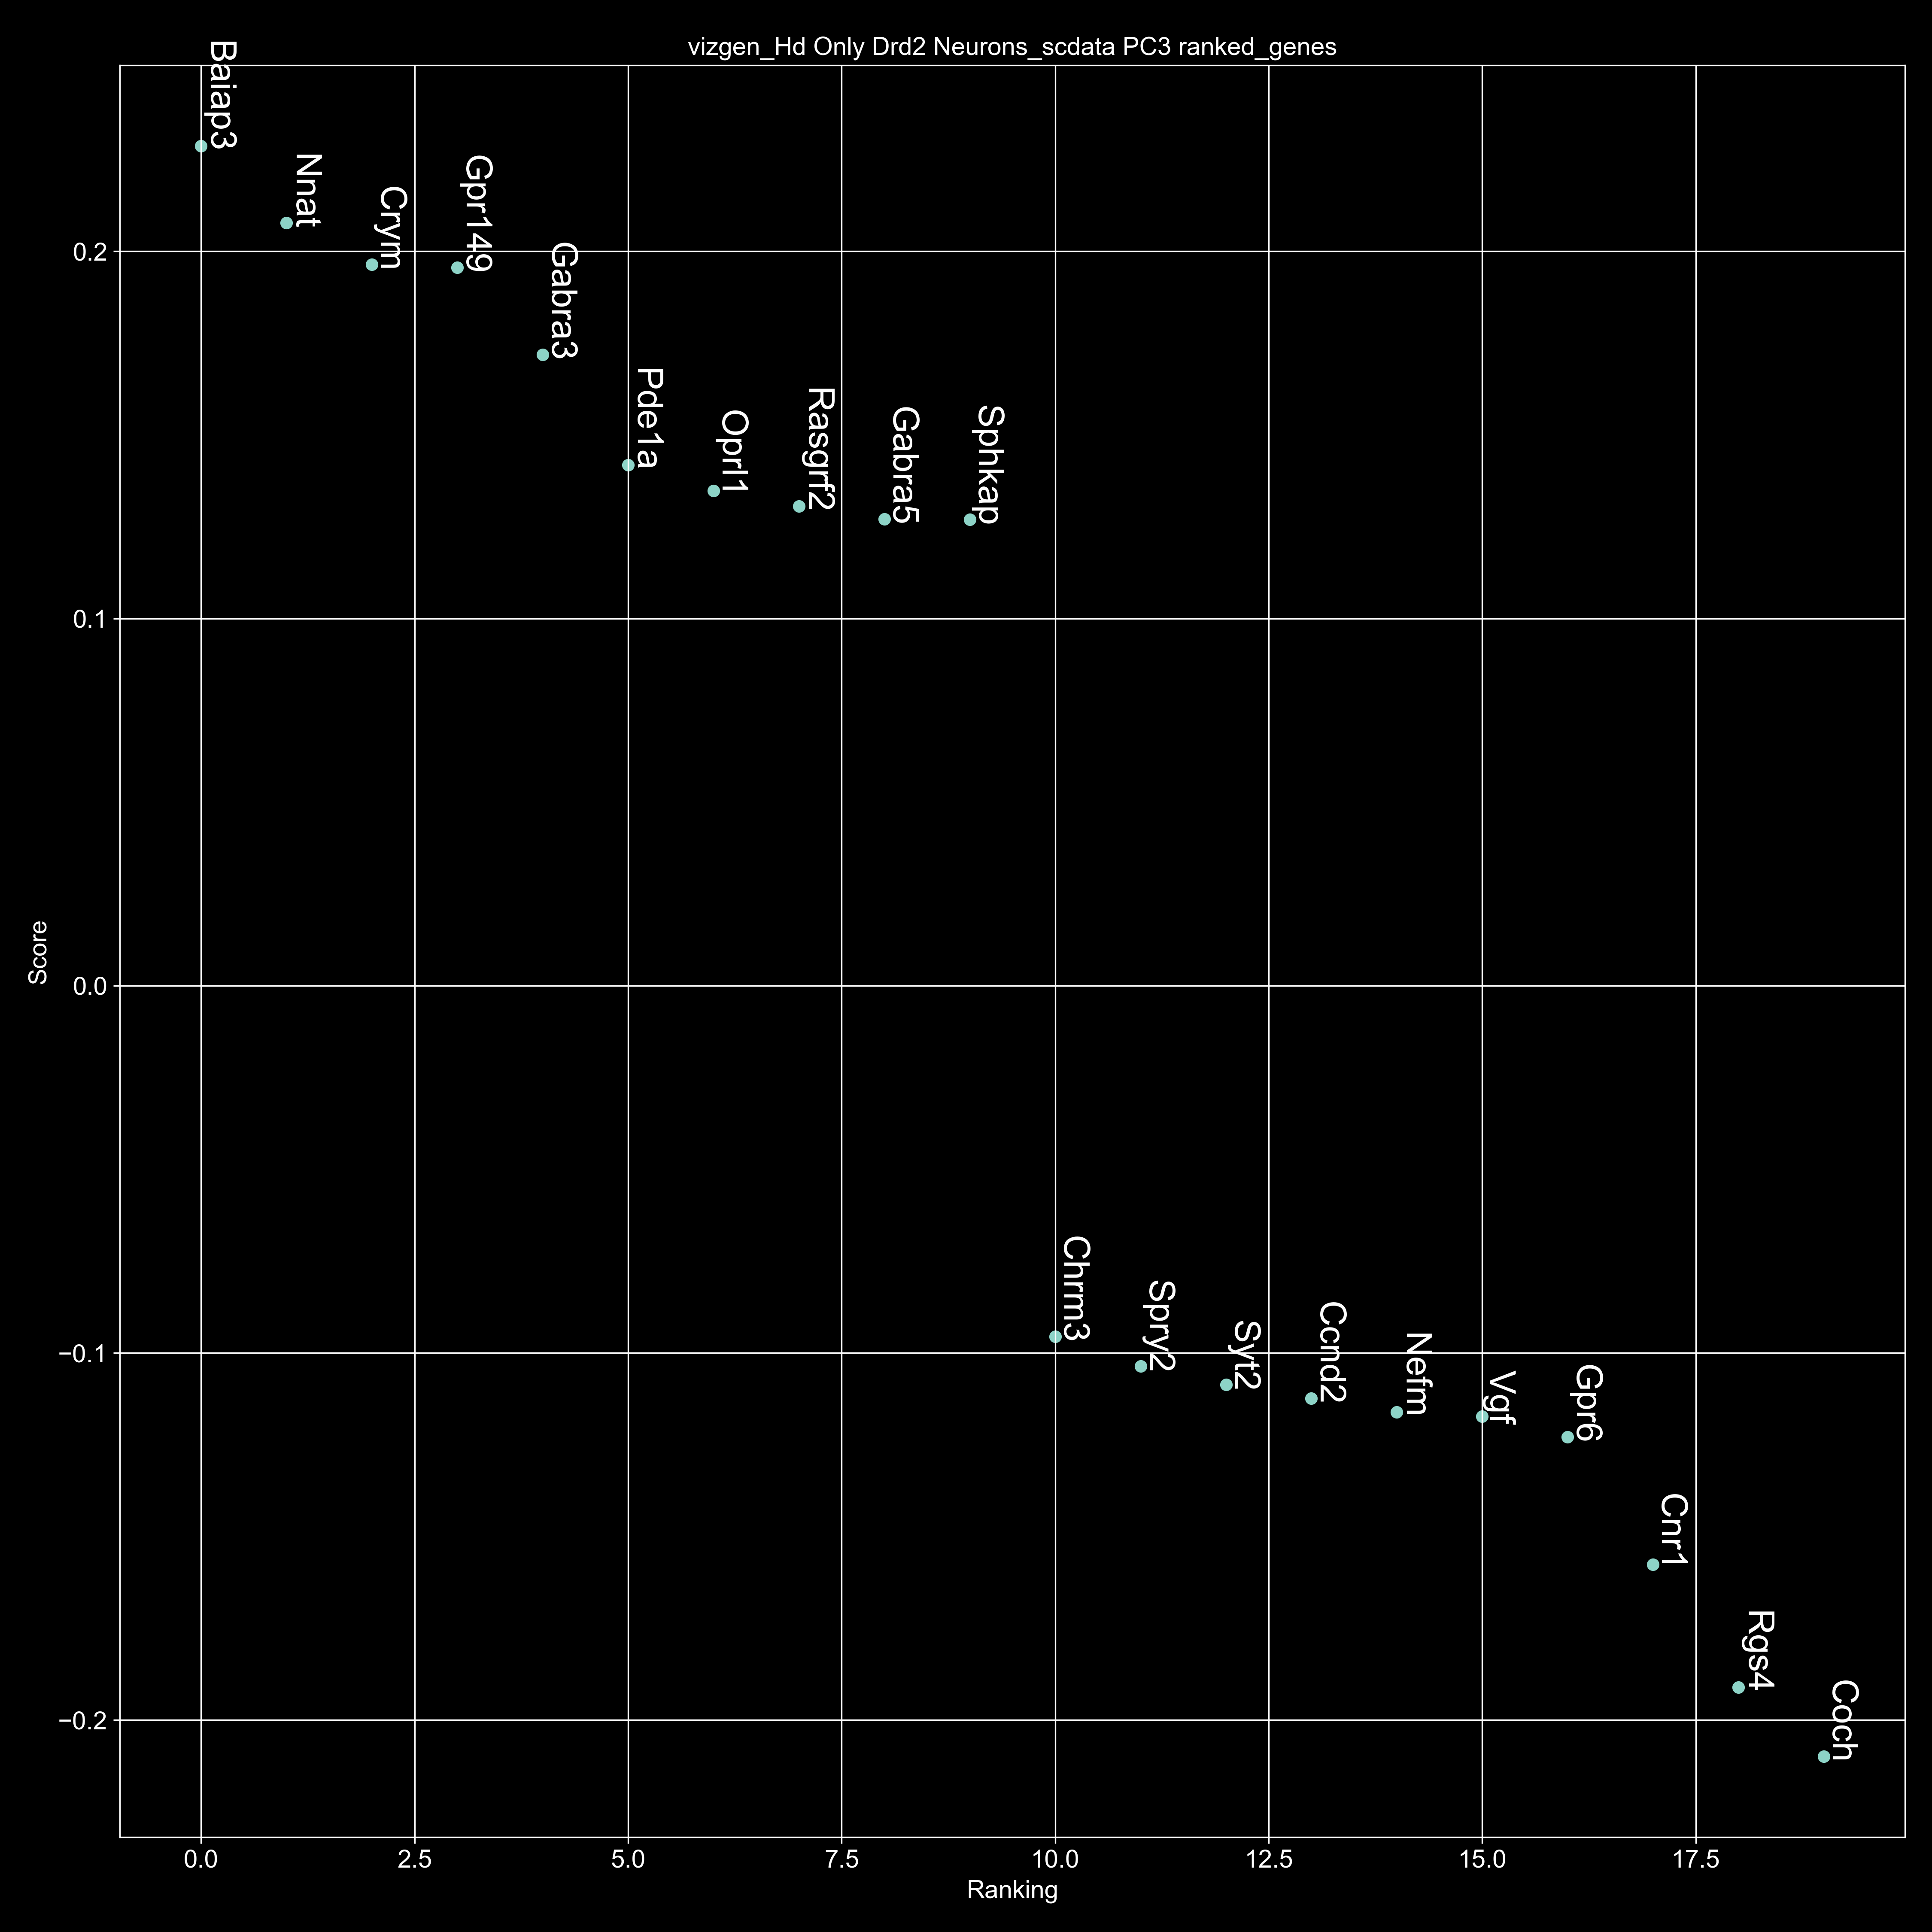 vizgen_Hd Only Drd2 Neurons_scdata PC3 ranked_genes
Baiap3
Nnat
Crym
Gpr149
Gabra3
Pde1a
Oprl1
Rasgrf2
Gabra5
Sphkap
Chrm3
Spry2
Syt2
Ccnd2
Nefm
Vgf
Gpr6
Cnr1
Rgs4
Coch
0.2
0.1
0.0
−0.1
−0.2
Score
0.0 2.5 5.0 7.5 10.0 12.5 15.0 17.5
Ranking